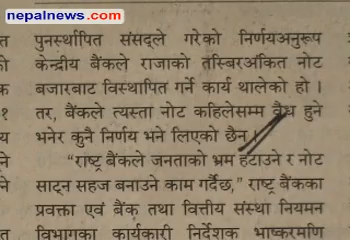 nepalnews.com
पुनर्स्थापित संसद्ले गरेको निर्णयअनुरूप
केन्द्रीय बैंकले राजाको तस्बिरअंकित नोट
बजारबाट विस्थापित गर्ने कार्य थालेको हो ।
तर, बैंकले त्यस्ता नोट कहिलेसम्म वैध हुने
भनेर कुनै निर्णय भने लिएको छैन ।
“राष्ट्र बैंकले जनताको भ्रम हटाउने र नोट
साट्न सहज बनाउने काम गर्दैछ,” राष्ट्र बैंकका
प्रवक्ता एवं बैंक तथा वित्तीय संस्था नियमन
विभागका कार्यकारी निर्देशक भाष्करमणि